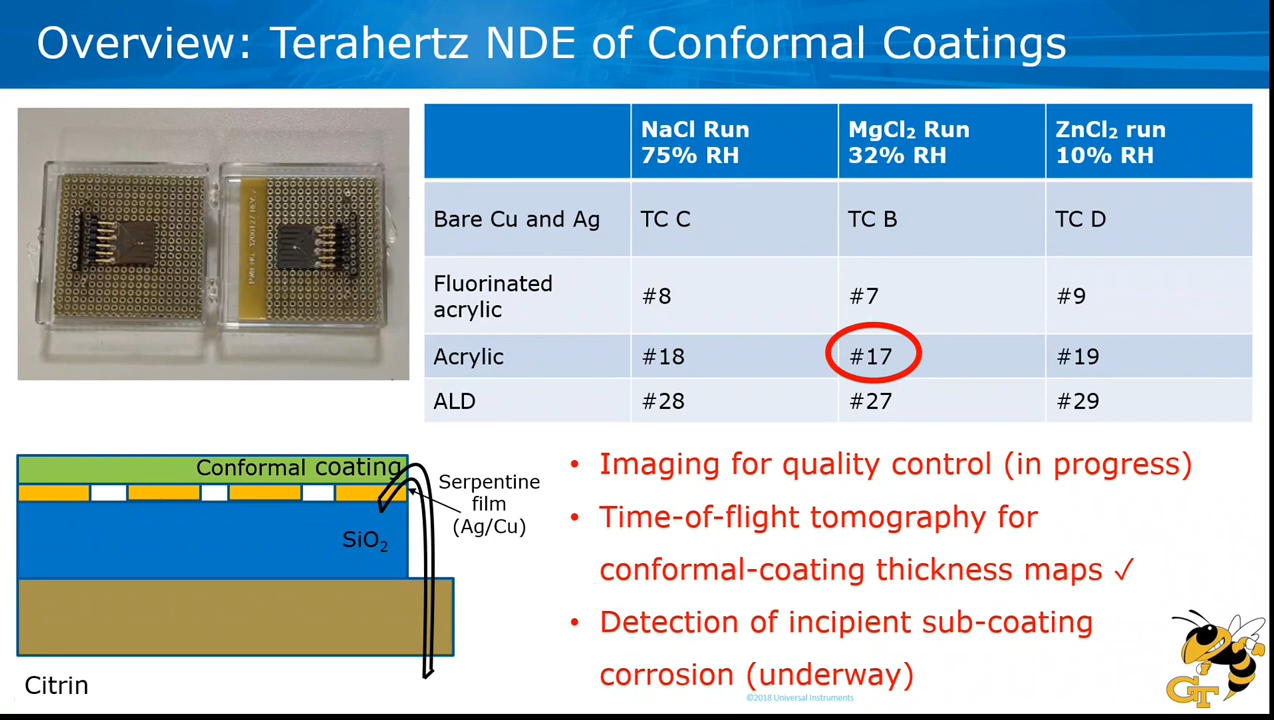 Overview: Terahertz NDE of Conformal Coatings
NaCl Run
75% RH
MgCl₂ Run
32% RH
ZnCl₂ run
10% RH
Bare Cu and Ag
TC C
TC B
TC D
Fluorinated
acrylic
#8
#7
#9
Acrylic
#18
#17
#19
ALD
#28
#27
#29
Conformal coating
Serpentine
film
(Ag/Cu)
SiO₂
Citrin
• Imaging for quality control (in progress)
• Time-of-flight tomography for
conformal-coating thickness maps ✓
• Detection of incipient sub-coating
corrosion (underway)
©2018 Universal Instruments
GT